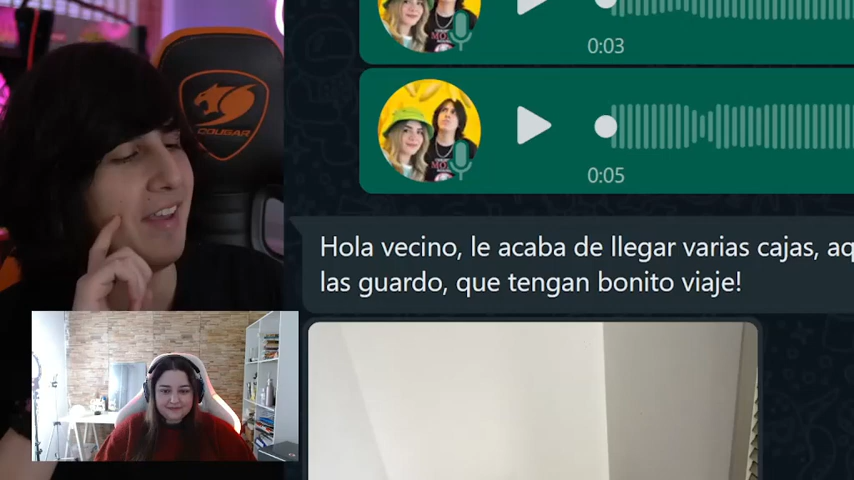 0:03
COUGAR
0:05
Hola vecino, le acaba de llegar varias cajas,
las guardo, que tengan bonito viaje!